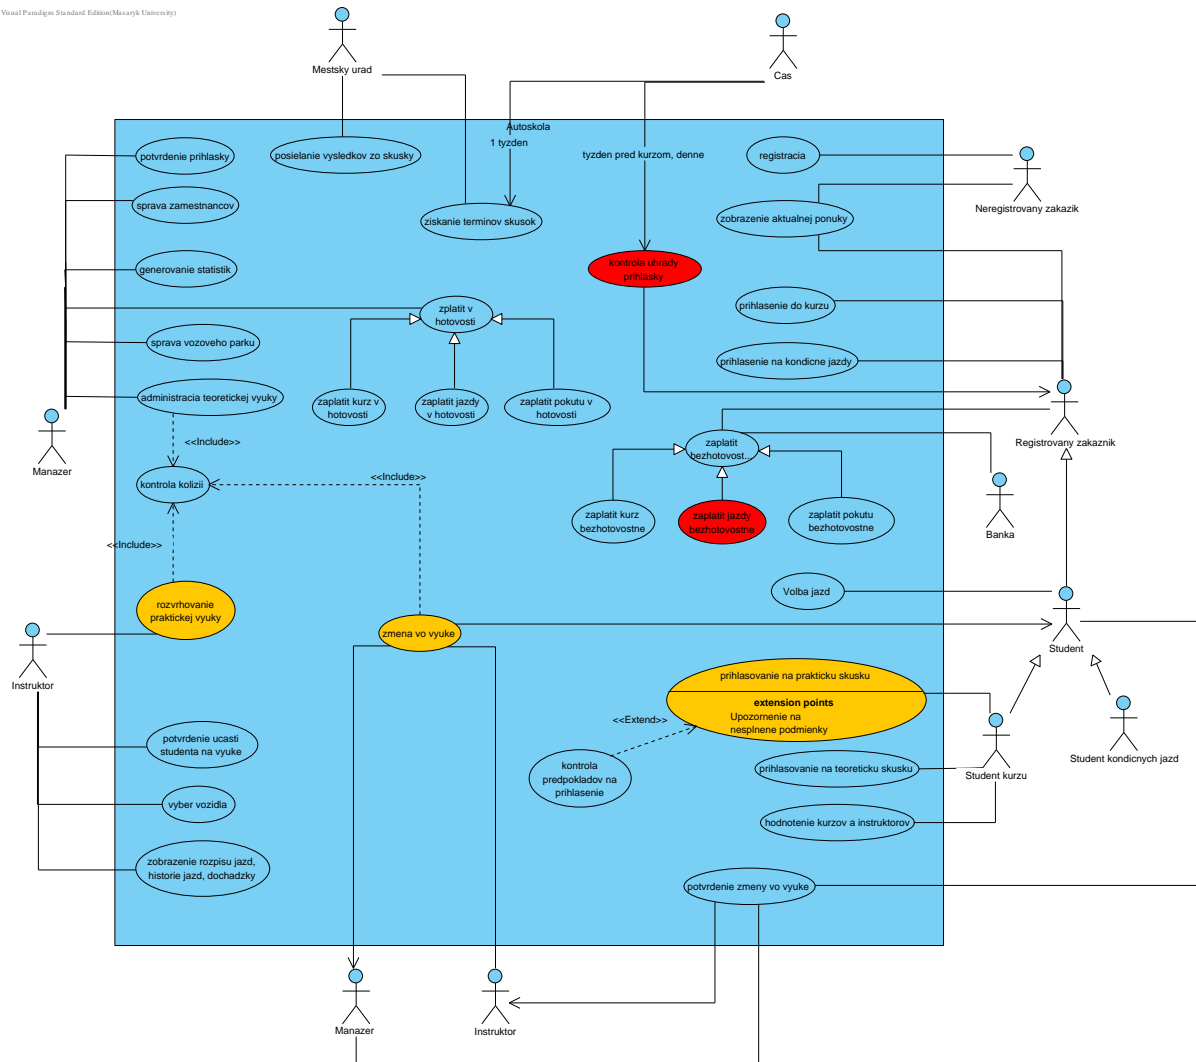 Visual Paradigm Standard Edition(Masaryk University)
Mestsky urad
Cas
Autoskola
1 tyzden
tyzden pred kurzom, denne
potvrdenie prihlasky
posielanie vysledkov zo skusky
registracia
sprava zamestnancov
ziskanie terminov skusok
zobrazenie aktualnej ponuky
Neregistrovany zakazik
generovanie statistik
kontrola uhrady
prihlasky
zplatit v
hotovosti
prihlasenie do kurzu
sprava vozoveho parku
prihlasenie na kondicne jazdy
administracia teoretickej vyuky
zaplatit kurz v
hotovosti
zaplatit jazdy
v hotovosti
zaplatit pokutu v
hotovosti
Manazer
<<Include>>
Registrovany zakaznik
zaplatit
bezhotovost...
kontrola kolizii
<<Include>>
zaplatit kurz
bezhotovostne
zaplatit jazdy
bezhotovostne
zaplatit pokutu
bezhotovostne
Banka
<<Include>>
Volba jazd
rozvrhovanie
praktickej vyuky
zmena vo vyuke
Student
Instruktor
prihlasovanie na prakticku skusku
extension points
Upozornenie na
nesplnene podmienky
<<Extend>>
potvrdenie ucasti
studenta na vyuke
kontrola
predpokladov na
prihlasenie
prihlasovanie na teoreticku skusku
Student kurzu
Student kondicnych jazd
vyber vozidla
hodnotenie kurzov a instruktorov
zobrazenie rozpisu jazd,
historie jazd, dochadzky
potvrdenie zmeny vo vyuke
Manazer
Instruktor